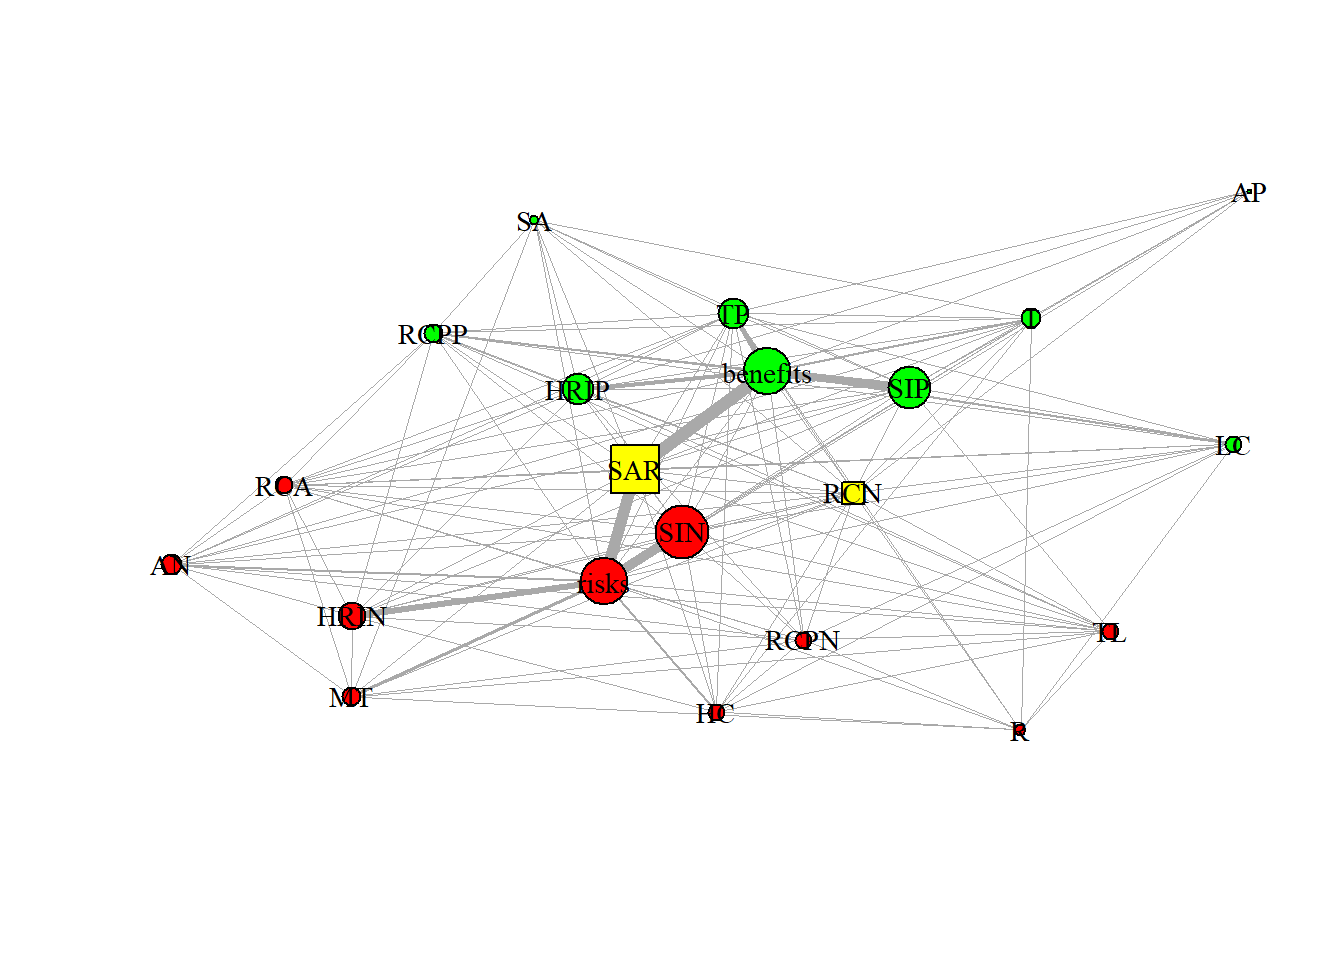 AP
SA
TP
T
RCPP
benefits
HRIP
SIP
LC
SAR
RCA
RCN
SIN
AN
risks
HRIN
RCPN
TL
MT
HC
R